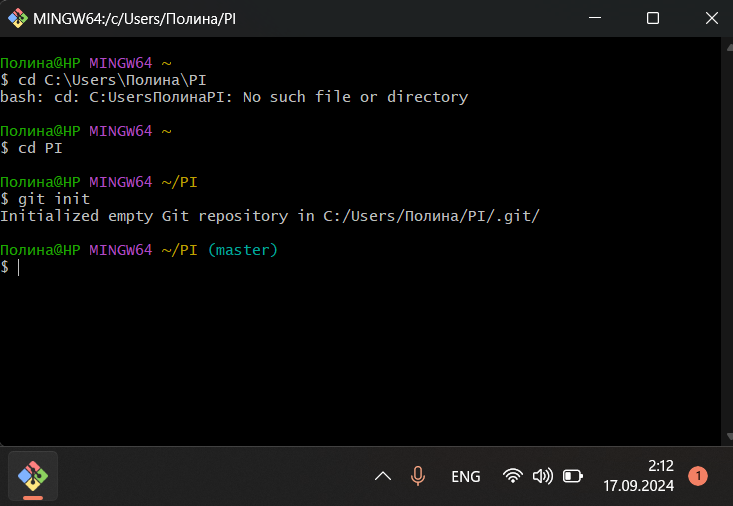 MINGW64:/c/Users/Полина/PI
Полина@HP MINGW64 ~
$ cd C:\Users\Полина\PI
bash: cd: C:UsersПолинаPI: No such file or directory
Полина@HP MINGW64 ~
$ cd PI
Полина@HP MINGW64 ~/PI
$ git init
Initialized empty Git repository in C:/Users/Полина/PI/.git/
Полина@HP MINGW64 ~/PI (master)
$
ENG
2:12
17.09.2024
1